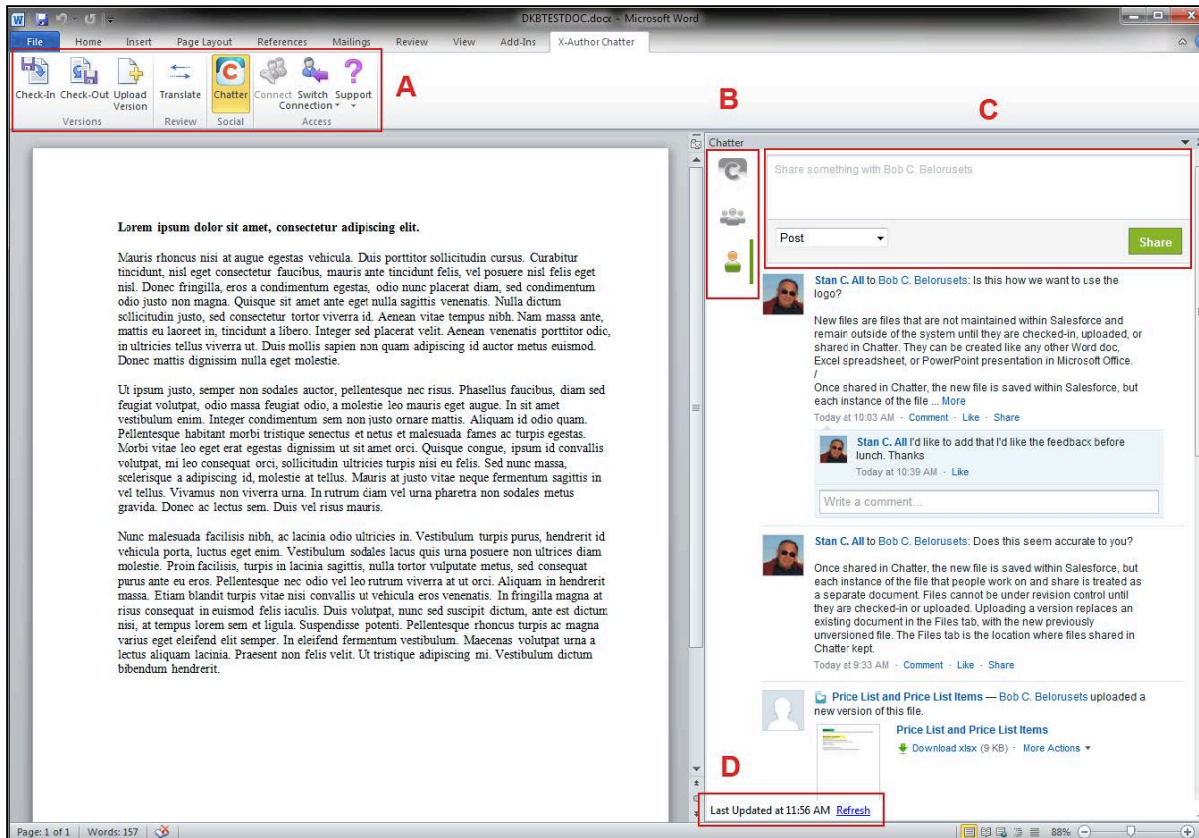 DKBTESTDOC.docx - Microsoft Word
File Home Insert Page Layout References Mailings Review View Add-Ins X-Author Chatter
Check-In Check-Out Upload Version Translate Chatter Connect Switch Connection Support
Versions Review Social Access
A
B
C
Chatter
Share something with Bob C. Belorusets
Post
Share
Lorem ipsum dolor sit amet, consectetur adipiscing elit.
Mauris rhoncus nisi at augue egestas vehicula. Duis porttitor sollicitudin cursus. Curabitur
tincidunt, nisl eget consectetur faucibus, mauris ante tincidunt felis, vel posuere nisl felis eget
nisl. Donec fringilla, eros a condimentum egestas, odio nunc placerat diam, sed condimentum
odio justo non magna. Quisque sit amet ante eget nulla sagittis venenatis. Nulla dictum
sollicitudin justo, sed consectetur tortor viverra id. Aenean vitae tempus nibh. Nam massa ante,
mattis eu laoreet in, tincidunt a libero. Integer sed placerat velit. Aenean venenatis porttitor odio,
in ultricies tellus viverra ut. Duis mollis sapien non quam adipiscing id auctor metus euismod.
Donec mattis dignissim nulla eget molestie.
Ut ipsum justo, semper non sodales auctor, pellentesque nec risus. Phasellus faucibus, diam sed
feugiat volutpat, odio massa feugiat odio, a molestie leo mauris eget augue. In sit amet
vestibulum enim. Integer condimentum sem non justo ornare mattis. Aliquam id odio quam.
Pellentesque habitant morbi tristique senectus et netus et malesuada fames ac turpis egestas.
Morbi vitae leo eget erat egestas dignissim ut sit amet orci. Quisque congue, ipsum id convallis
volutpat, mi leo consequat orci, sollicitudin ultricies turpis nisi eu felis. Sed nunc massa,
scelerisque a adipiscing id, molestie at tellus. Mauris at justo vitae neque fermentum sagittis in
vel tellus. Vivamus non viverra urna. In rutrum diam vel urna pharetra non sodales metus
gravida. Donec ac lectus sem. Duis vel risus mauris.
Nunc malesuada facilisis nibh, ac lacinia odio ultricies in. Vestibulum turpis purus, hendrerit id
vehicula porta, luctus eget enim. Vestibulum sodales lacus quis urna posuere non ultrices diam
molestie. Proin facilisis, turpis in lacinia sagittis, nulla tortor vulputate metus, sed consequat
purus ante eu eros. Pellentesque nec odio vel leo rutrum viverra at ut orci. Aliquam in hendrerit
massa. Etiam blandit turpis vitae nisi convallis ut vehicula eros venenatis. In fringilla magna at
risus consequat in euismod felis iaculis. Duis volutpat, nunc sed suscipit dictum, ante est dictum
nisi, at tempus lorem sem et ligula. Suspendisse potenti. Pellentesque rhoncus turpis ac magna
varius eget eleifend elit semper. In eleifend fermentum vestibulum. Maecenas volutpat urna a
lectus aliquam lacinia. Praesent non felis velit. Ut tristique adipiscing mi. Vestibulum dictum
bibendum hendrerit.
Stan C. All to Bob C. Belorusets: Is this how we want to use the
logo?
New files are files that are not maintained within Salesforce and
remain outside of the system until they are checked-in, uploaded, or
shared in Chatter. They can be created like any other Word doc,
Excel spreadsheet, or PowerPoint presentation in Microsoft Office.
/
Once shared in Chatter, the new file is saved within Salesforce, but
each instance of the file ... More
Today at 10:03 AM · Comment · Like · Share
Stan C. All I'd like to add that I'd like the feedback before
lunch. Thanks
Today at 10:39 AM · Like
Write a comment...
Stan C. All to Bob C. Belorusets: Does this seem accurate to you?
Once shared in Chatter, the new file is saved within Salesforce, but
each instance of the file that people work on and share is treated as
a separate document. Files cannot be under revision control until
they are checked-in or uploaded. Uploading a version replaces an
existing document in the Files tab, with the new previously
unversioned file. The Files tab is the location where files shared in
Chatter kept.
Today at 9:33 AM · Comment · Like · Share
Price List and Price List Items — Bob C. Belorusets uploaded a
new version of this file.
Price List and Price List Items
Download xlsx (9 KB) · More Actions
D
Last Updated at 11:56 AM Refresh
Page: 1 of 1 Words: 157 88%